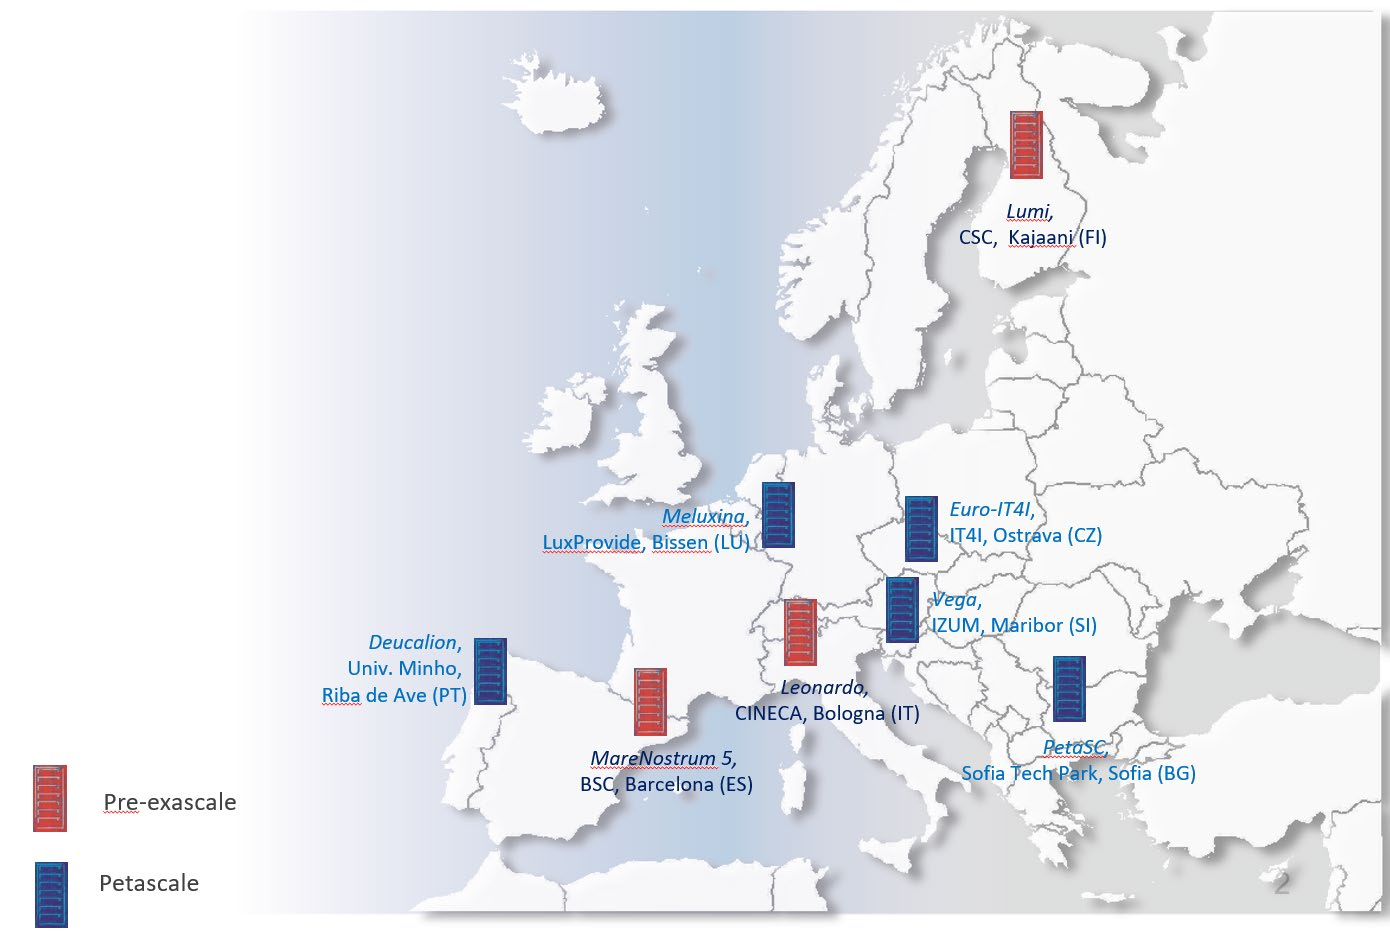 Lumi,
CSC,  Kajaani (FI)
Meluxina,
LuxProvide, Bissen (LU)
Euro-IT4I,
IT4I, Ostrava (CZ)
Vega,
IZUM, Maribor (SI)
Deucalion,
Univ. Minho,
Riba de Ave (PT)
Leonardo,
CINECA, Bologna (IT)
MareNostrum 5,
BSC, Barcelona (ES)
PetaSC,
Sofia Tech Park, Sofia (BG)
Pre-exascale
Petascale
2